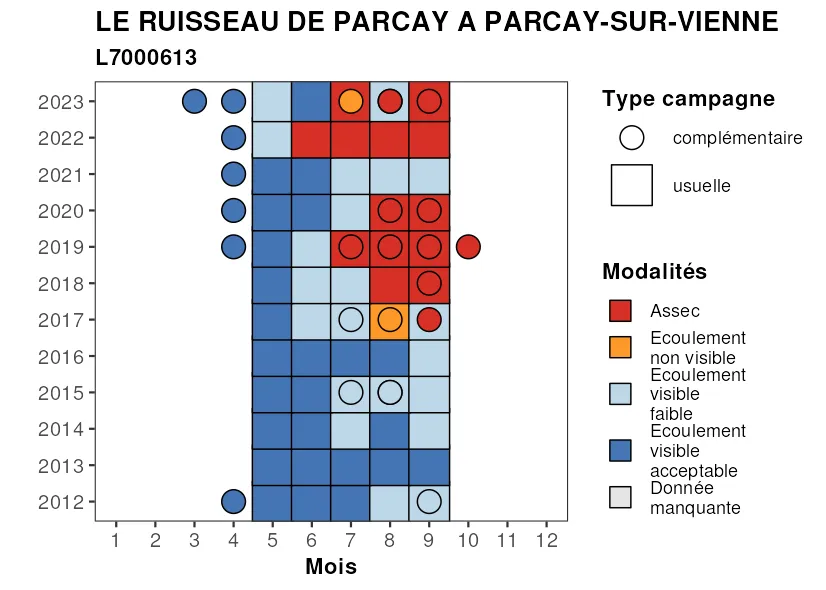 LE RUISSEAU DE PARCAY A PARCAY-SUR-VIENNE
L7000613
2023
2022
2021
2020
2019
2018
2017
2016
2015
2014
2013
2012
1 2 3 4 5 6 7 8 9 10 11 12
Mois
Type campagne
complémentaire
usuelle
Modalités
Assec
Ecoulement
non visible
Ecoulement
visible
faible
Ecoulement
visible
acceptable
Donnée
manquante